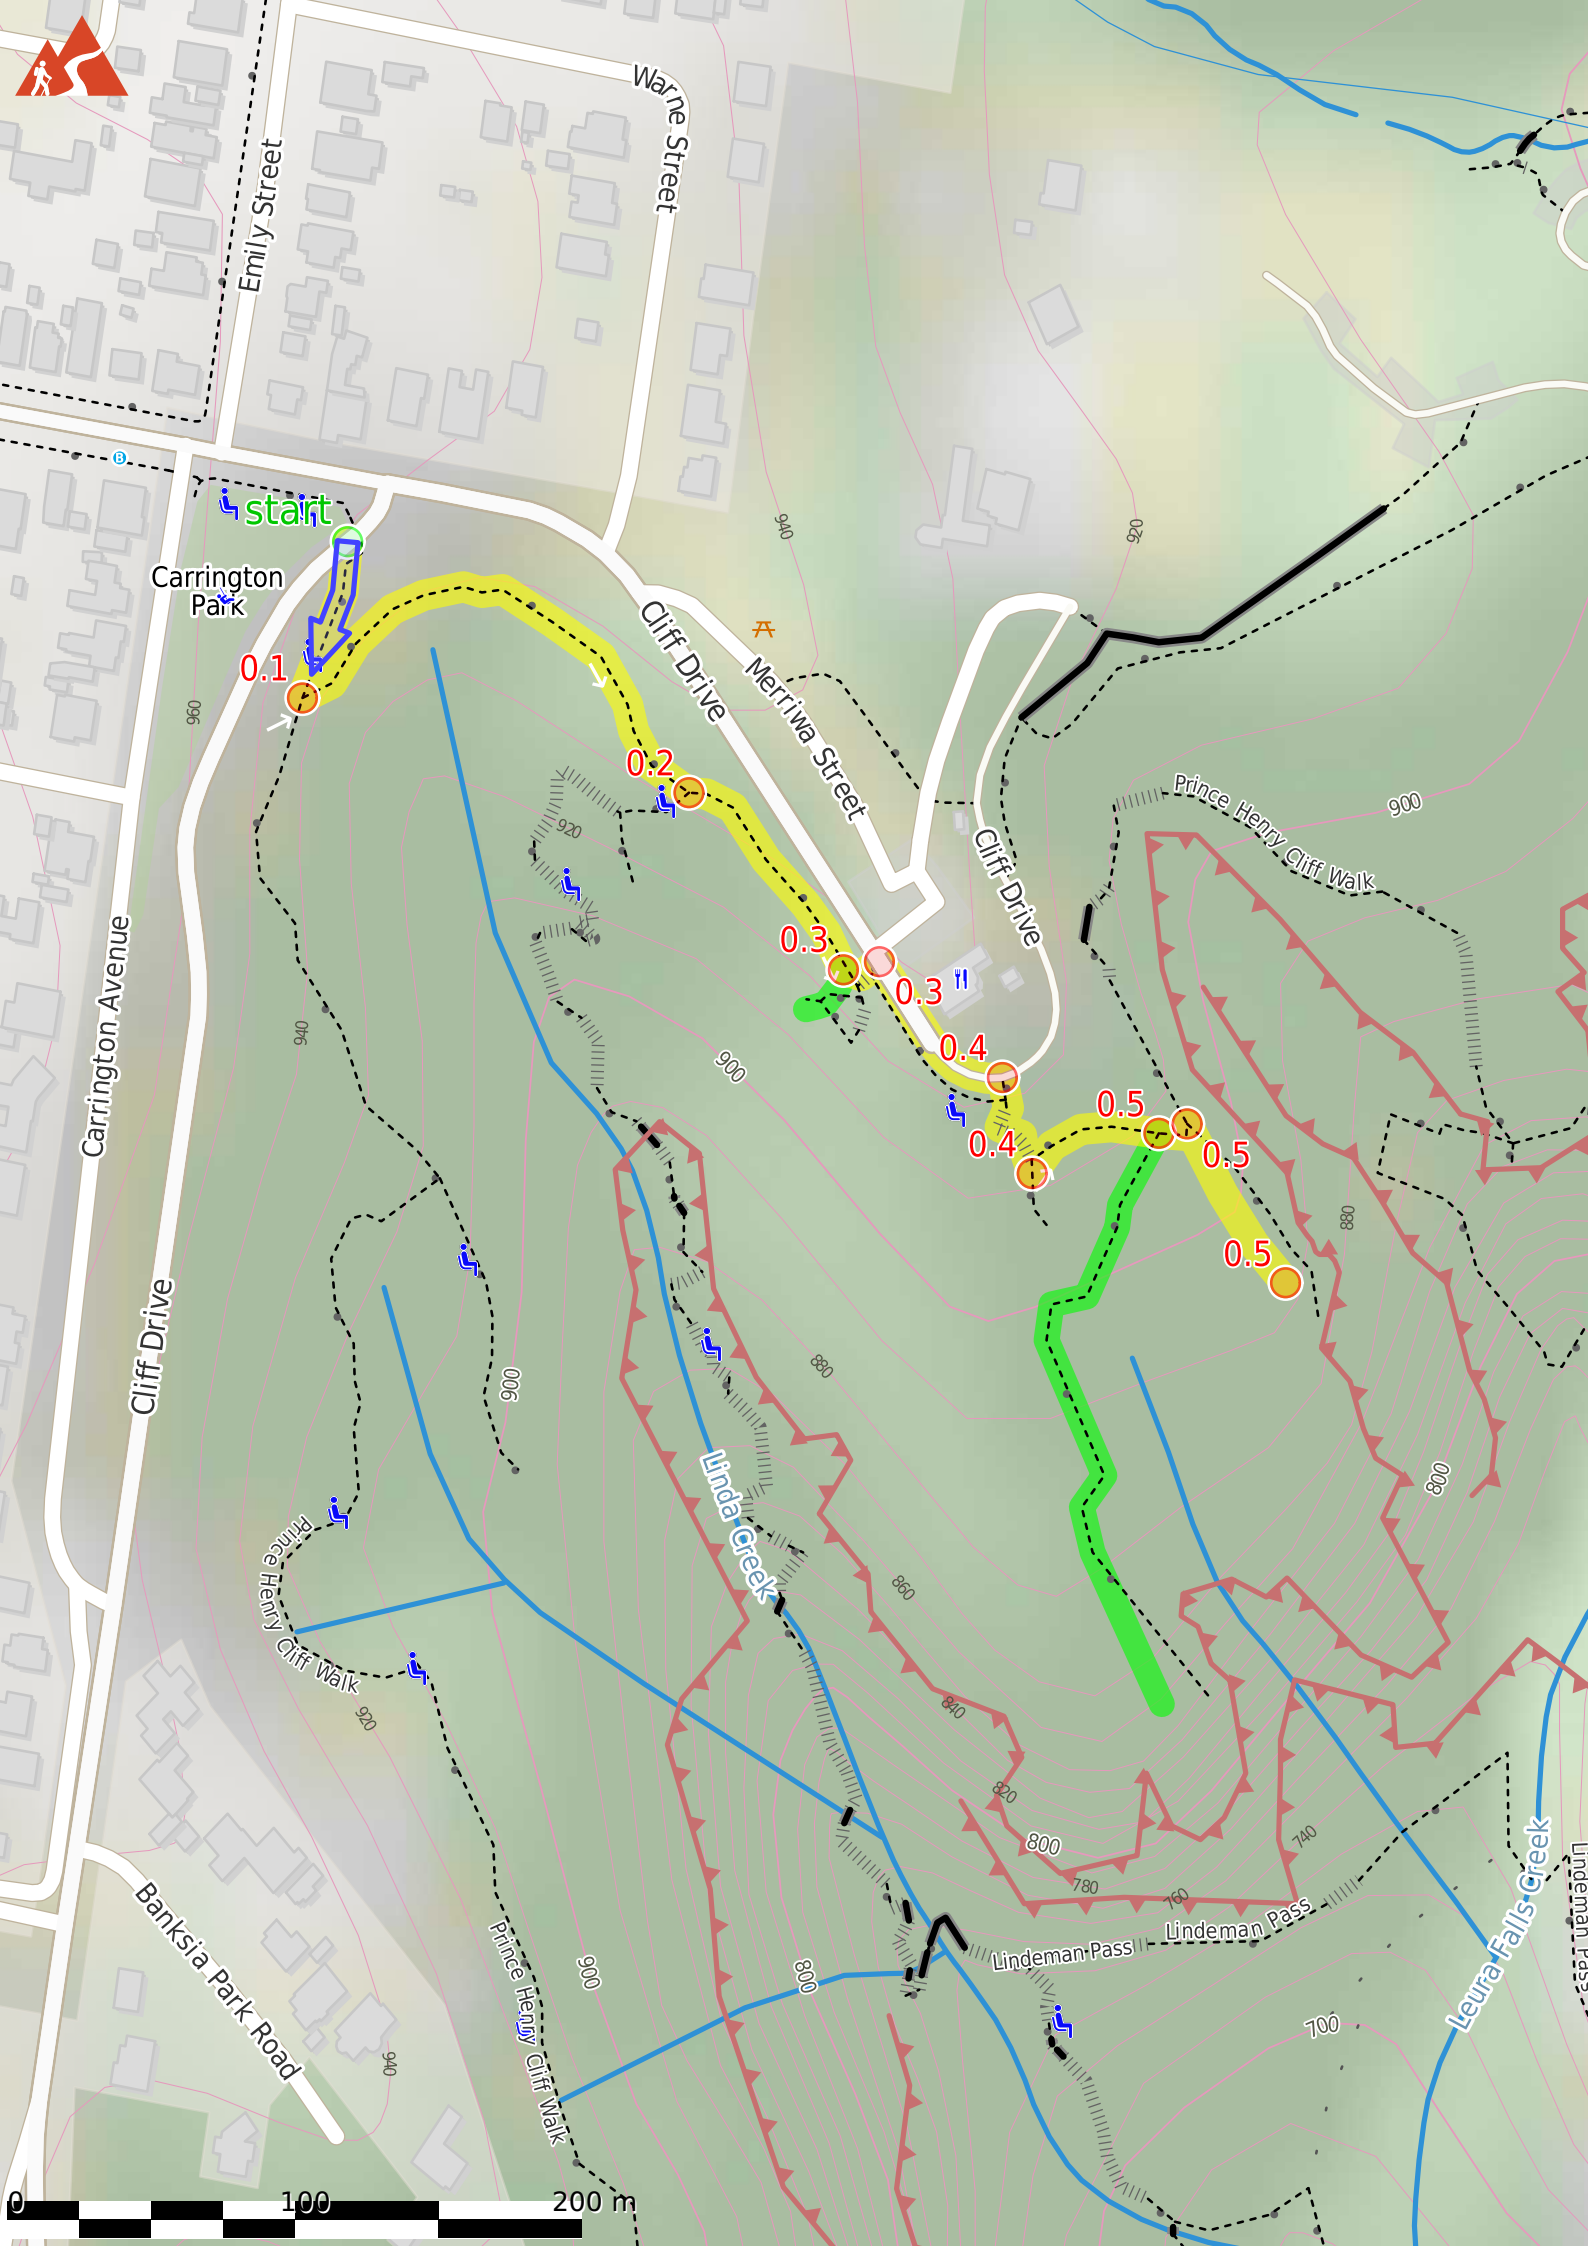 Warne Street
Emily Street
B
start
940
920
Carrington
Park
0.1
960
Cliff Drive
Merriwa Street
0.2
Prince Henry Cliff Walk
900
920
Cliff Drive
0.3
0.3
Carrington Avenue
940
900
0.4
0.4
0.5
0.5
880
0.5
Cliff Drive
900
880
Linda Creek
800
Prince Henry Cliff Walk
860
920
840
820
800
780
760
740
Lindeman Pass
Lindeman Pass
Lindeman Pass
Leura Falls Creek
Banksia Park Road
Prince Henry Cliff Walk
900
800
700
940
0 100 200 m